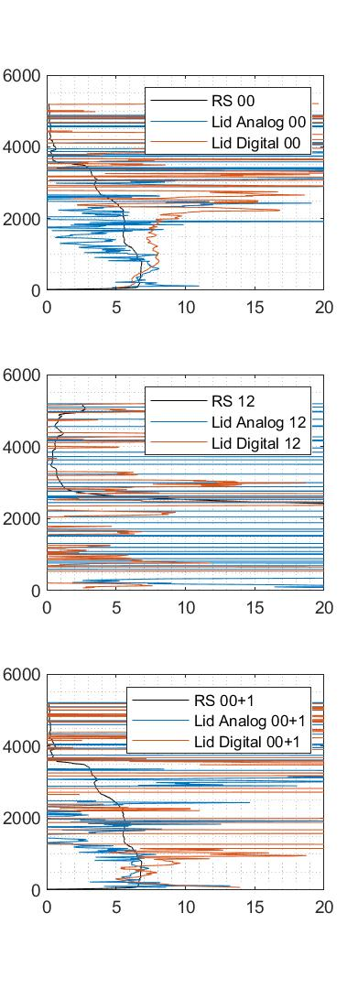 6000
RS 00
Lid Analog 00
Lid Digital 00
4000
2000
0
0 5 10 15 20
6000
RS 12
Lid Analog 12
Lid Digital 12
4000
2000
0
0 5 10 15 20
6000
RS 00+1
Lid Analog 00+1
Lid Digital 00+1
4000
2000
0
0 5 10 15 20